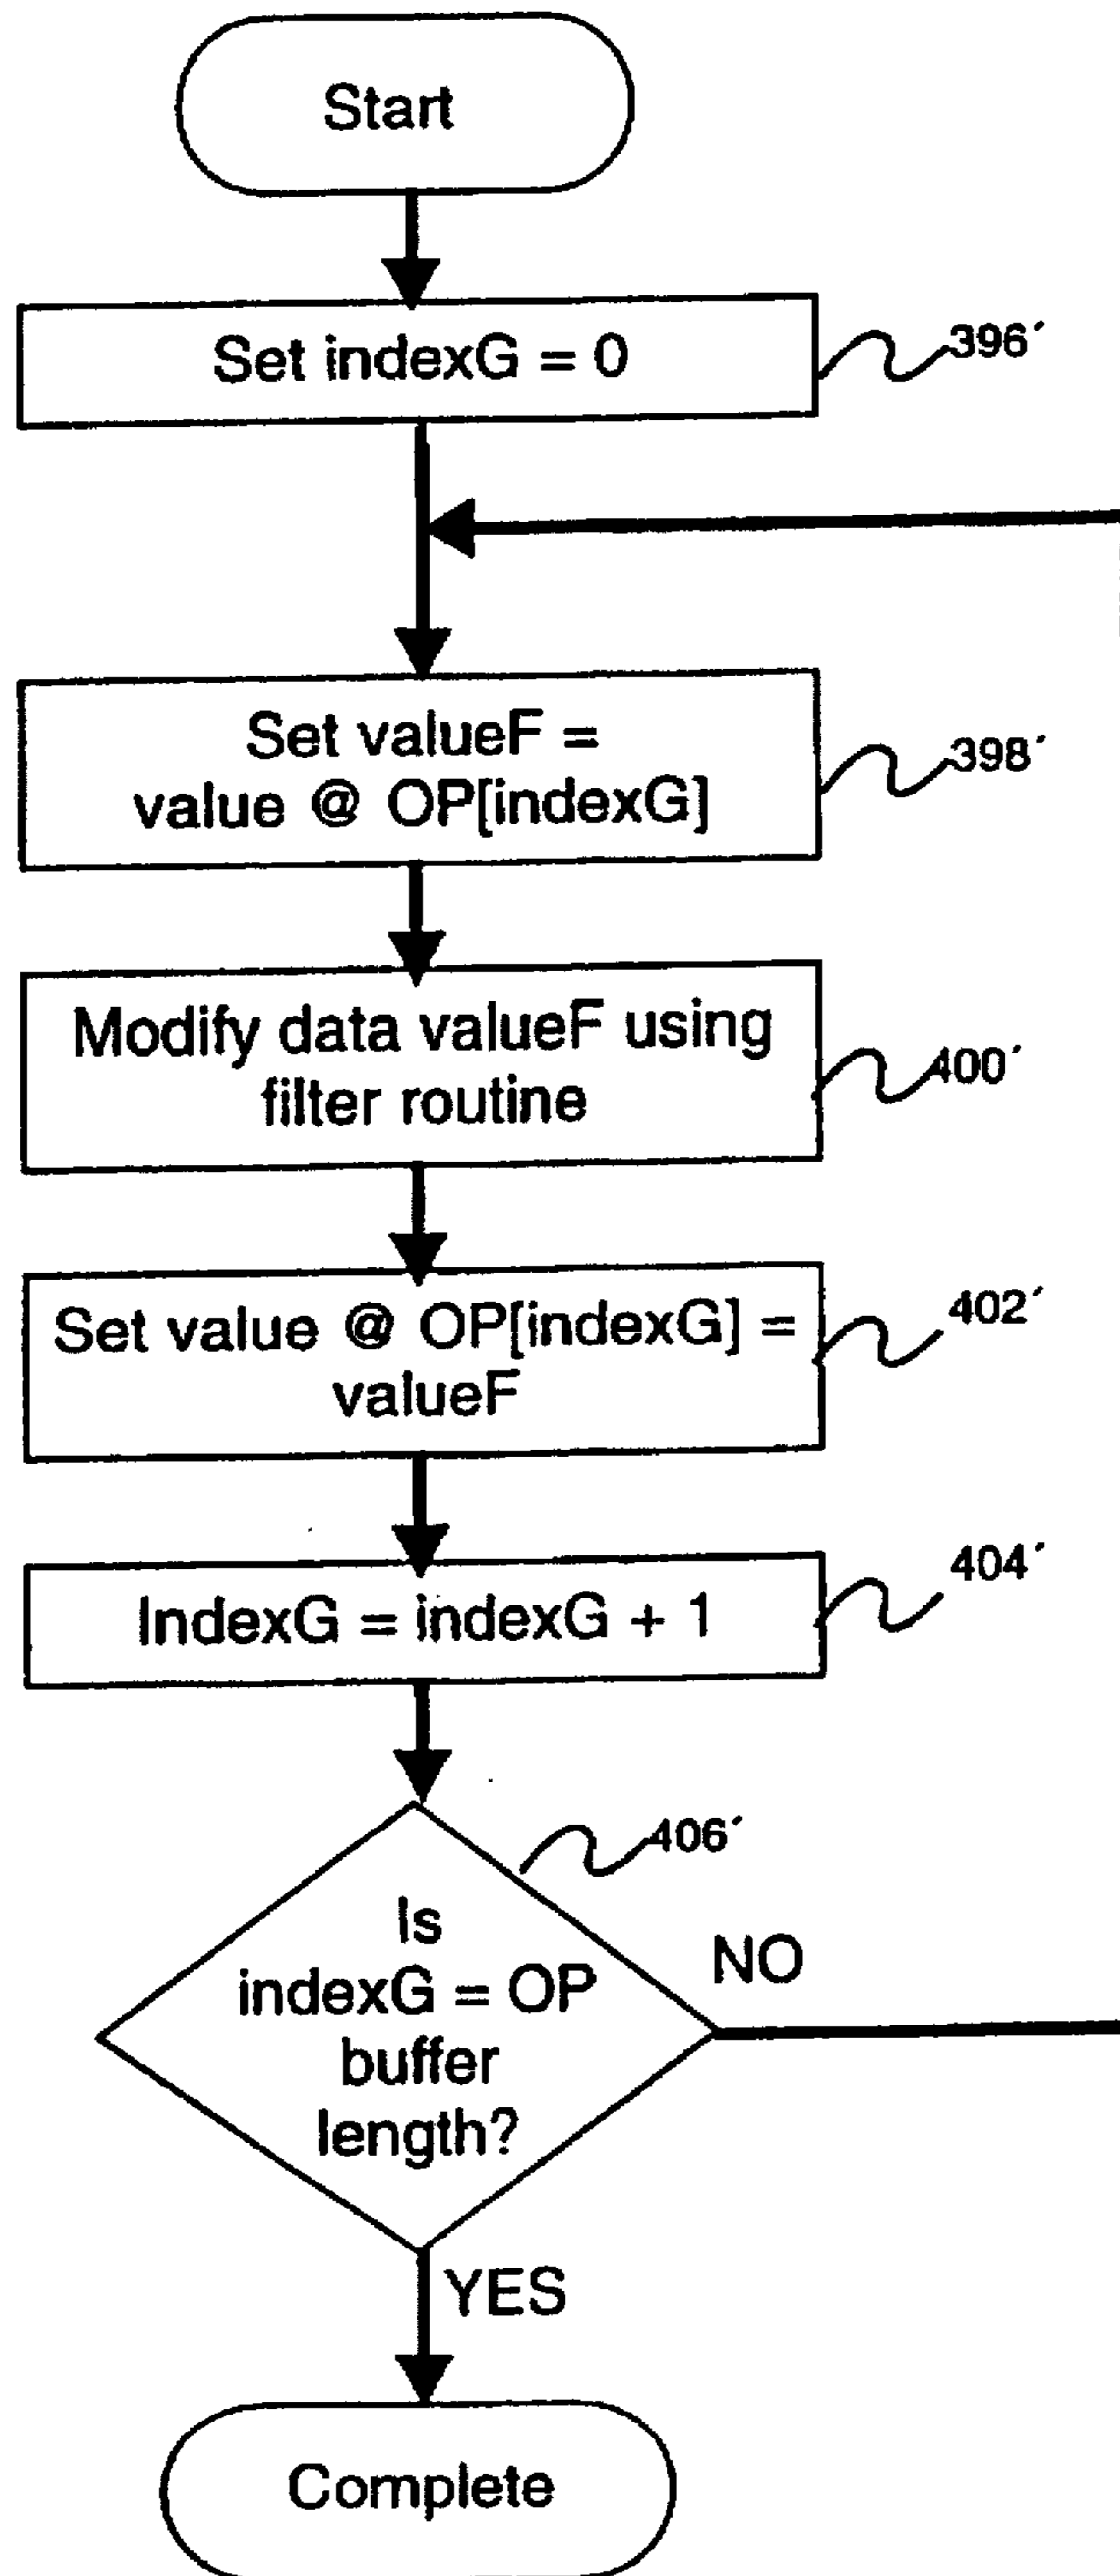 Start
Set indexG = 0
396´
Set valueF =
value @ OP[indexG]
398´
Modify data valueF using
filter routine
400´
Set value @ OP[indexG] =
valueF
402´
IndexG = indexG + 1
404´
406´
Is
indexG = OP
buffer
length?
NO
YES
Complete